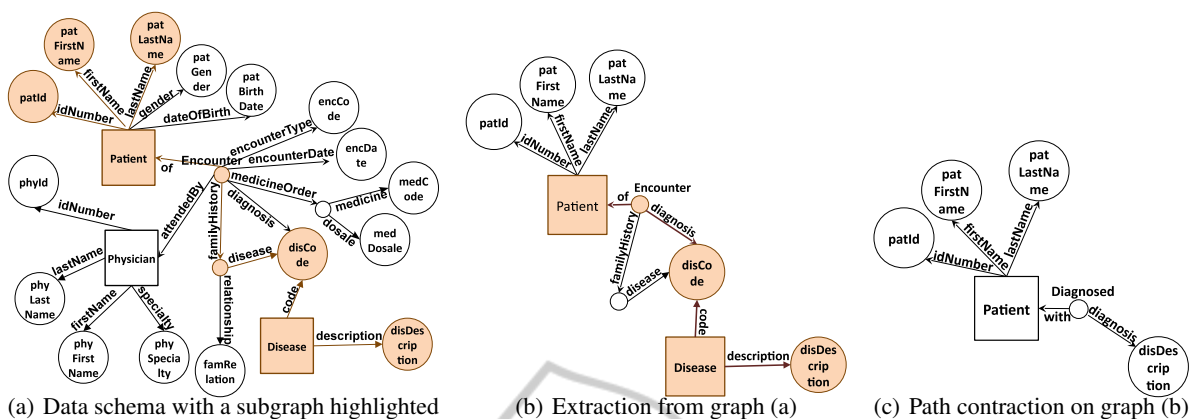 pat
FirstN
ame
pat
LastNa
me
pat
Gen
der
pat
Birth
Date
patId
idNumber
firstName
lastName
gender
dateOfBirth
Patient
of
Encounter
encounterType
encounterDate
encCo
de
encDa
te
medicineOrder
medicine
dosale
medC
ode
med
Dosale
phyId
idNumber
attendedBy
familyHistory
diagnosis
disease
disCo
de
Physician
lastName
firstName
specialty
phy
Last
Name
phy
First
Name
phy
Specia
lty
relationship
famRe
lation
code
Disease
description
disDes
crip
tion
(a) Data schema with a subgraph highlighted
pat
First
Name
pat
LastNa
me
patId
idNumber
firstName
lastName
Patient
of
Encounter
diagnosis
familyHistory
disease
disCo
de
code
Disease
description
disDes
crip
tion
(b) Extraction from graph (a)
pat
FirstN
ame
pat
LastNa
me
patId
idNumber
firstName
lastName
Patient
Diagnosed
with
diagnosis
disDes
crip
tion
(c) Path contraction on graph (b)